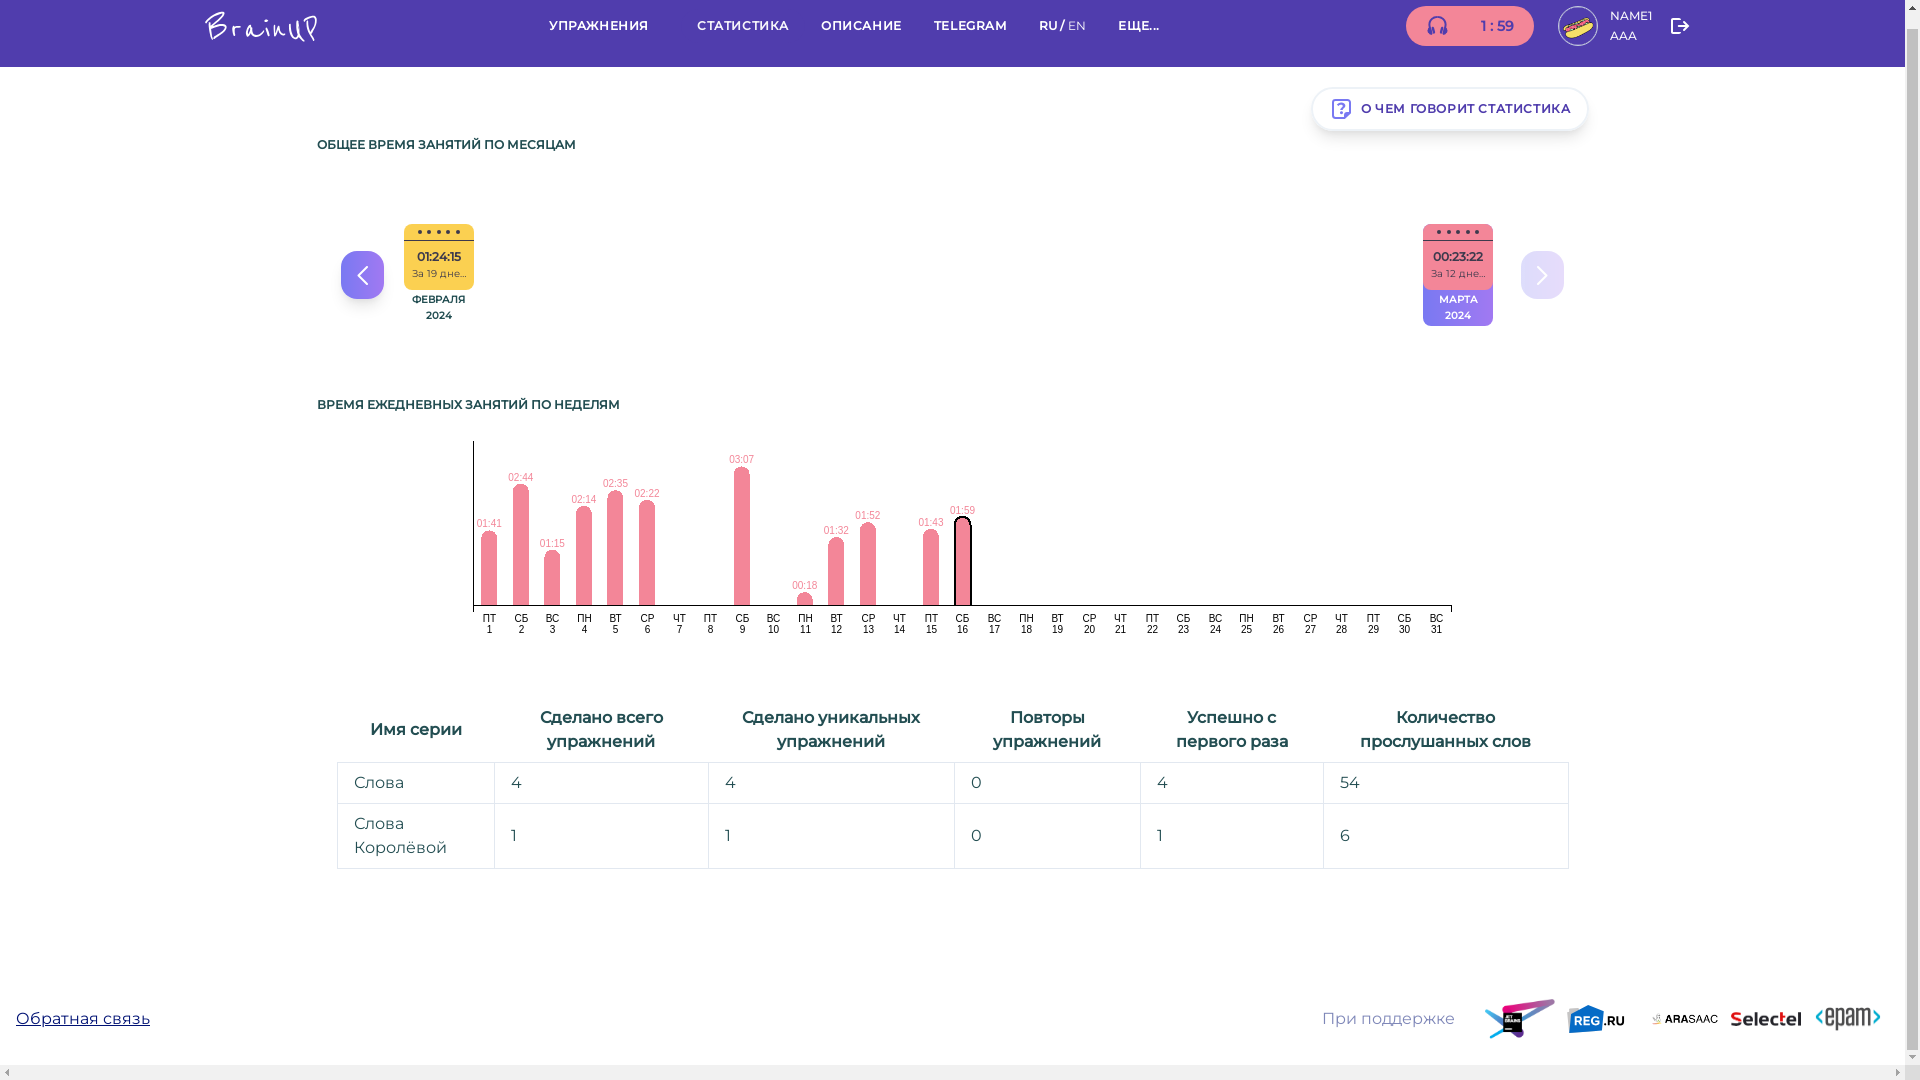 BrainUP
УПРАЖНЕНИЯ СТАТИСТИКА ОПИСАНИЕ TELEGRAM RU / EN ЕЩЕ...
1 : 59
NAME1
AAA
О ЧЕМ ГОВОРИТ СТАТИСТИКА
ОБЩЕЕ ВРЕМЯ ЗАНЯТИЙ ПО МЕСЯЦАМ
01:24:15
За 19 дне...
ФЕВРАЛЯ
2024
00:23:22
За 12 дне...
МАРТА
2024
ВРЕМЯ ЕЖЕДНЕВНЫХ ЗАНЯТИЙ ПО НЕДЕЛЯМ
01:41 02:44 01:15 02:14 02:35 02:22 03:07 00:18 01:32 01:52 01:43 01:59
ПТ СБ ВС ПН ВТ СР ЧТ ПТ СБ ВС ПН ВТ СР ЧТ ПТ СБ ВС ПН ВТ СР ЧТ ПТ СБ ВС ПН ВТ СР ЧТ ПТ СБ ВС
1 2 3 4 5 6 7 8 9 10 11 12 13 14 15 16 17 18 19 20 21 22 23 24 25 26 27 28 29 30 31
Имя серии
Сделано всего
упражнений
Сделано уникальных
упражнений
Повторы
упражнений
Успешно с
первого раза
Количество
прослушанных слов
Слова 4 4 0 4 54
Слова
Королёвой
1 1 0 1 6
Обратная связь
При поддержке
JET
BRAINS
REG.RU
ARASAAC
Selectel
<epam>